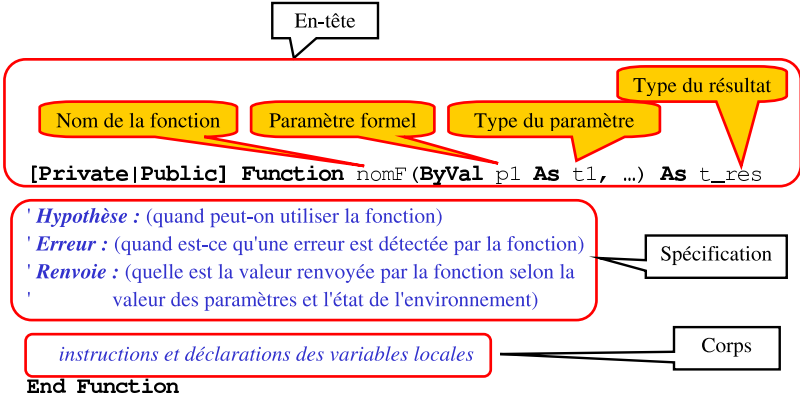 En-tête
Type du résultat
Nom de la fonction
Paramètre formel
Type du paramètre
[Private|Public] Function nomF(ByVal p1 As t1, …) As t_res
' Hypothèse : (quand peut-on utiliser la fonction)
' Erreur : (quand est-ce qu'une erreur est détectée par la fonction)
' Renvoie : (quelle est la valeur renvoyée par la fonction selon la
' valeur des paramètres et l'état de l'environnement)
Spécification
instructions et déclarations des variables locales
Corps
End Function